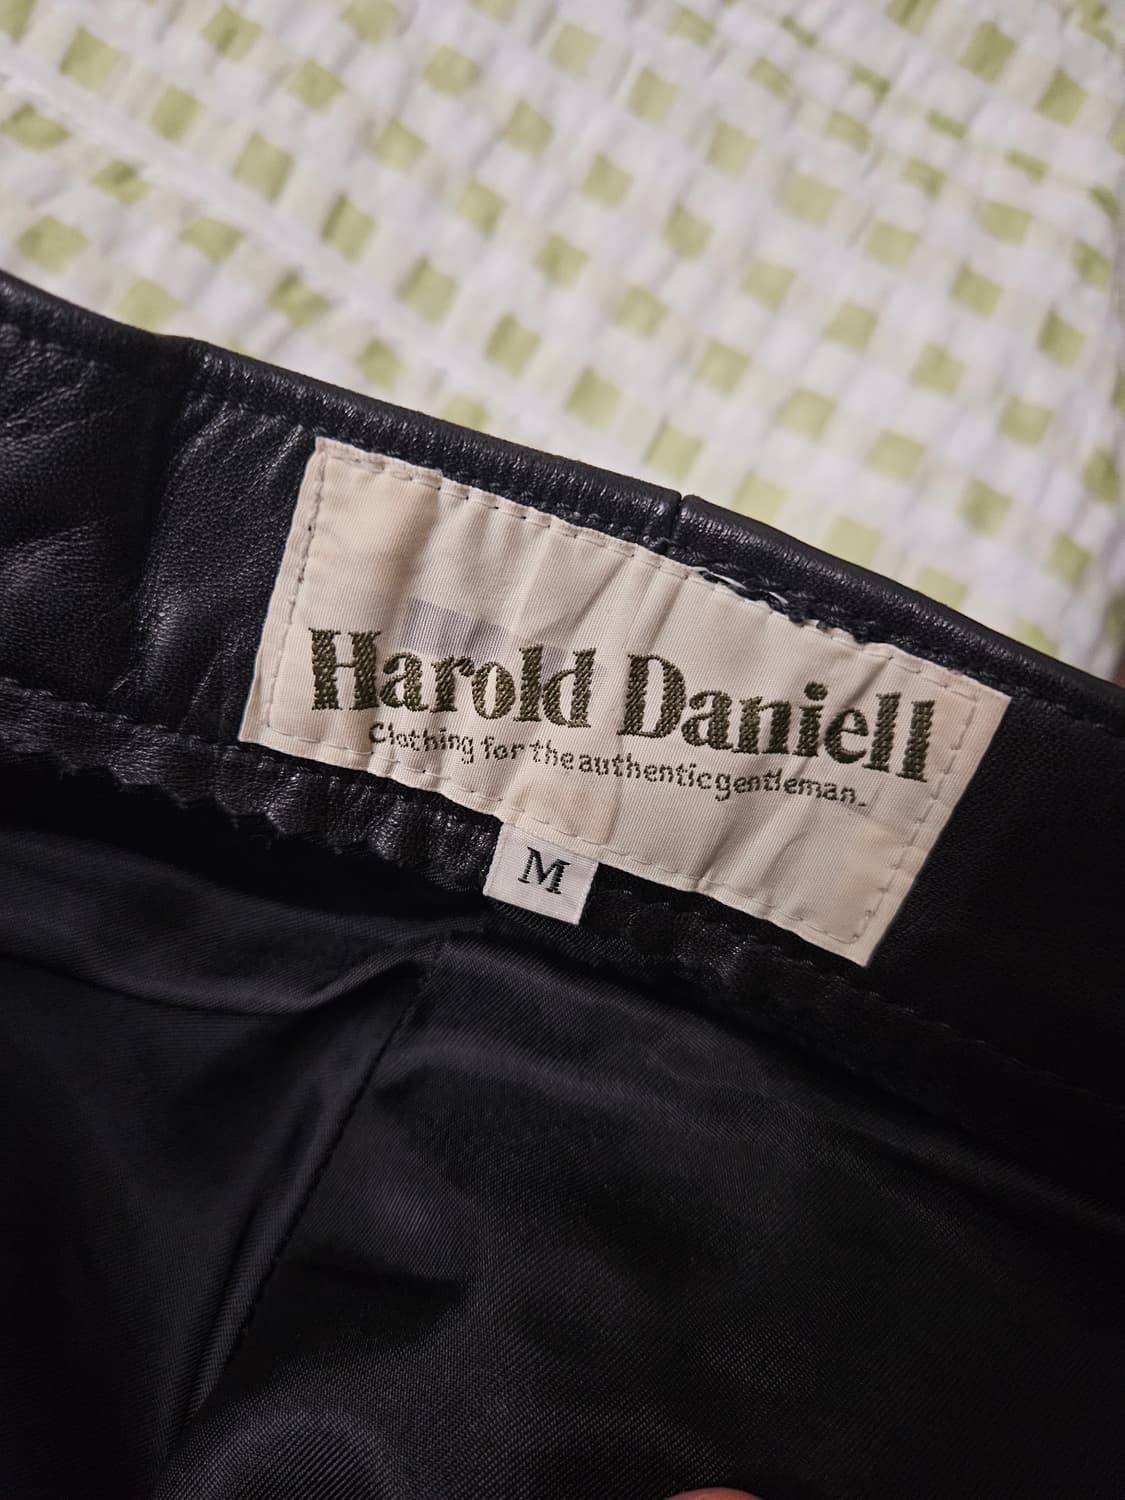 Harold Daniell
Clothing for the authentic gentleman.
M